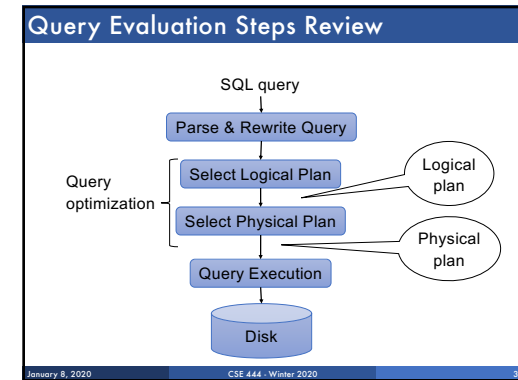 Query Evaluation Steps Review
SQL query
Parse & Rewrite Query
Select Logical Plan
Logical
plan
Query
optimization
Select Physical Plan
Physical
plan
Query Execution
Disk
January 8, 2020
CSE 444 - Winter 2020
3